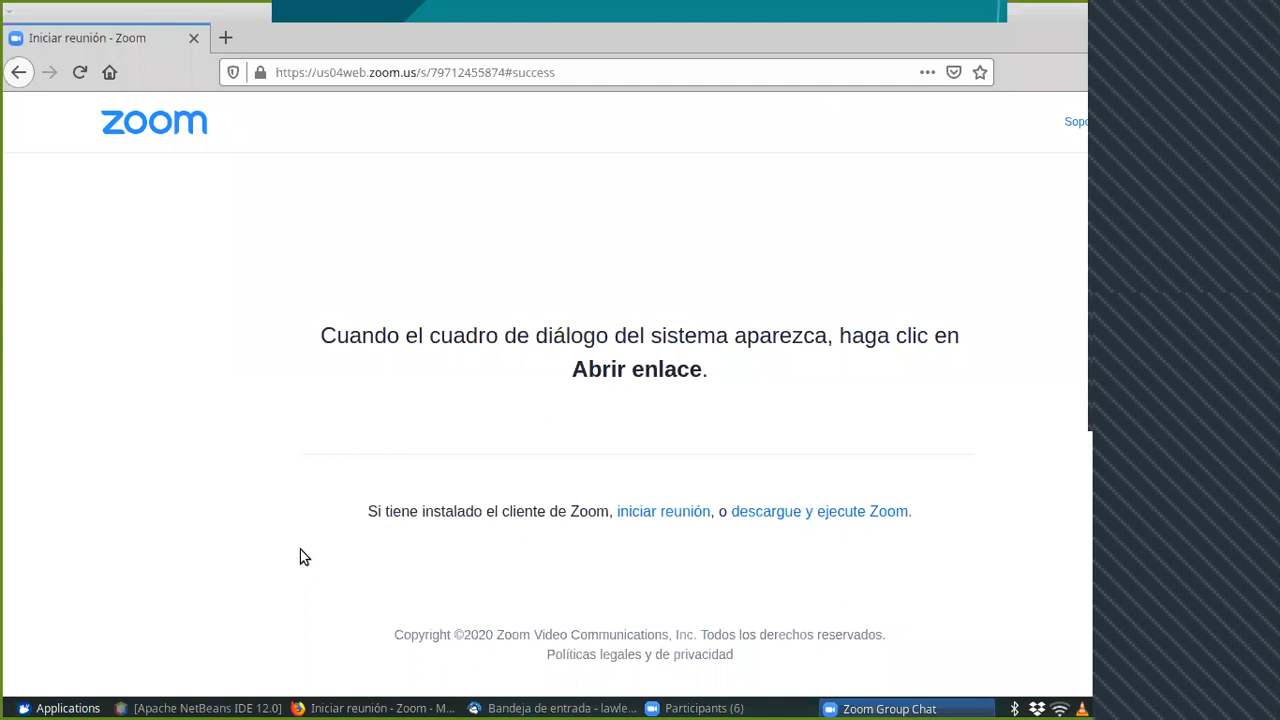 Iniciar reunión - Zoom
https://us04web.zoom.us/s/79712455874#success
zoom
Sopo
Cuando el cuadro de diálogo del sistema aparezca, haga clic en
Abrir enlace.
Si tiene instalado el cliente de Zoom, iniciar reunión, o descargue y ejecute Zoom.
Copyright ©2020 Zoom Video Communications, Inc. Todos los derechos reservados.
Políticas legales y de privacidad
Applications [Apache NetBeans IDE 12.0] Iniciar reunión - Zoom - M... Bandeja de entrada - lawle... Participants (6) Zoom Group Chat